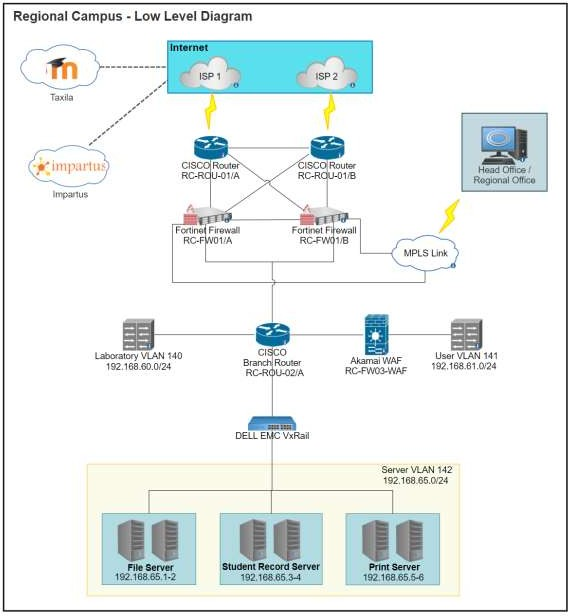 Regional Campus - Low Level Diagram
Internet
ISP 1
ISP 2
Taxila
impartus
Impartus
CISCO Router
RC-ROU-01/A
CISCO Router
RC-ROU-01/B
Head Office /
Regional Office
Fortinet Firewall
RC-FW01/A
Fortinet Firewall
RC-FW01/B
MPLS Link
Laboratory VLAN 140
192.168.60.0/24
CISCO
Branch Router
RC-ROU-02/A
Akamai WAF
RC-FW03-WAF
User VLAN 141
192.168.61.0/24
DELL EMC VxRail
Server VLAN 142
192.168.65.0/24
File Server
192.168.65.1-2
Student Record Server
192.168.65.3-4
Print Server
192.168.65.5-6